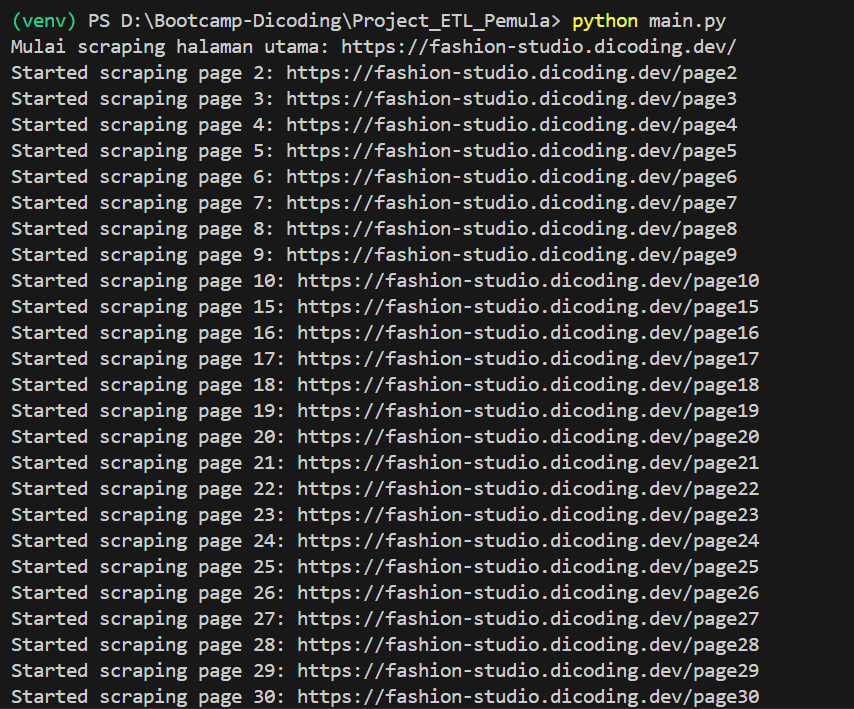 (venv) PS D:\Bootcamp-Dicoding\Project_ETL_Pemula> python main.py
Mulai scraping halaman utama: https://fashion-studio.dicoding.dev/
Started scraping page 2: https://fashion-studio.dicoding.dev/page2
Started scraping page 3: https://fashion-studio.dicoding.dev/page3
Started scraping page 4: https://fashion-studio.dicoding.dev/page4
Started scraping page 5: https://fashion-studio.dicoding.dev/page5
Started scraping page 6: https://fashion-studio.dicoding.dev/page6
Started scraping page 7: https://fashion-studio.dicoding.dev/page7
Started scraping page 8: https://fashion-studio.dicoding.dev/page8
Started scraping page 9: https://fashion-studio.dicoding.dev/page9
Started scraping page 10: https://fashion-studio.dicoding.dev/page10
Started scraping page 15: https://fashion-studio.dicoding.dev/page15
Started scraping page 16: https://fashion-studio.dicoding.dev/page16
Started scraping page 17: https://fashion-studio.dicoding.dev/page17
Started scraping page 18: https://fashion-studio.dicoding.dev/page18
Started scraping page 19: https://fashion-studio.dicoding.dev/page19
Started scraping page 20: https://fashion-studio.dicoding.dev/page20
Started scraping page 21: https://fashion-studio.dicoding.dev/page21
Started scraping page 22: https://fashion-studio.dicoding.dev/page22
Started scraping page 23: https://fashion-studio.dicoding.dev/page23
Started scraping page 24: https://fashion-studio.dicoding.dev/page24
Started scraping page 25: https://fashion-studio.dicoding.dev/page25
Started scraping page 26: https://fashion-studio.dicoding.dev/page26
Started scraping page 27: https://fashion-studio.dicoding.dev/page27
Started scraping page 28: https://fashion-studio.dicoding.dev/page28
Started scraping page 29: https://fashion-studio.dicoding.dev/page29
Started scraping page 30: https://fashion-studio.dicoding.dev/page30